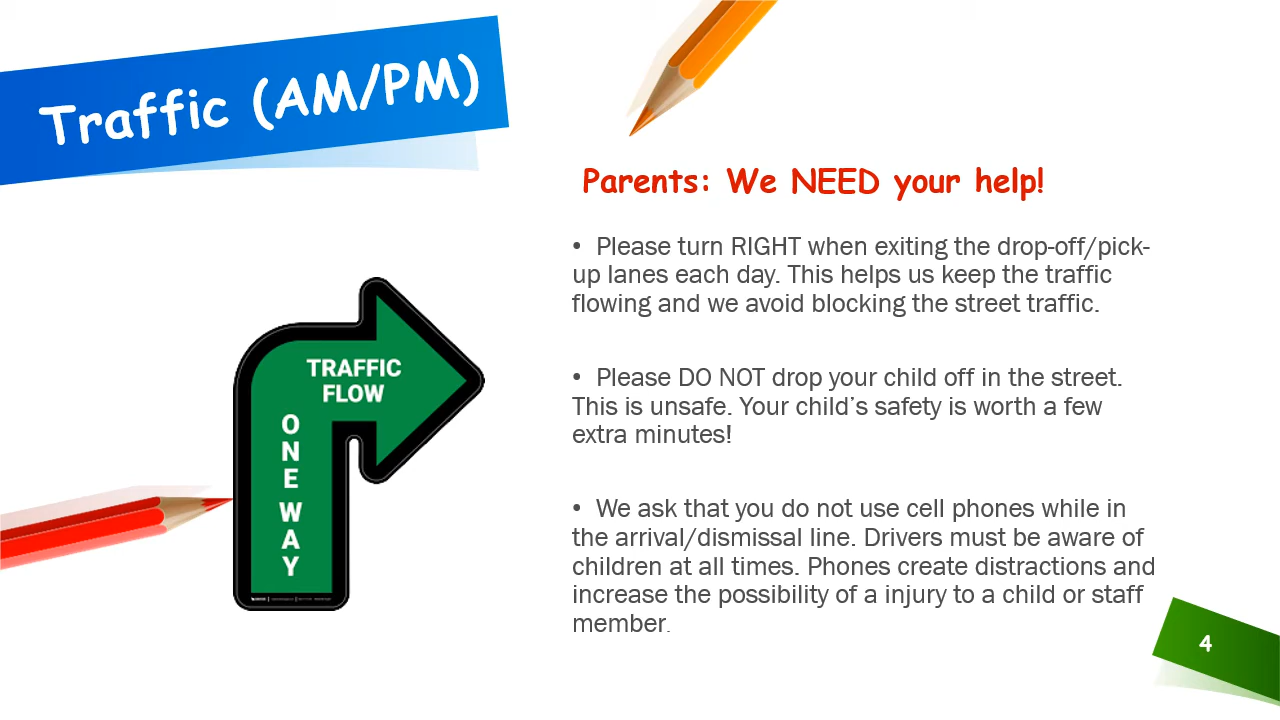 Traffic (AM/PM)
Parents: We NEED your help!
• Please turn RIGHT when exiting the drop-off/pick-
up lanes each day. This helps us keep the traffic
flowing and we avoid blocking the street traffic.
• Please DO NOT drop your child off in the street.
This is unsafe. Your child’s safety is worth a few
extra minutes!
• We ask that you do not use cell phones while in
the arrival/dismissal line. Drivers must be aware of
children at all times. Phones create distractions and
increase the possibility of a injury to a child or staff
member.
TRAFFIC
FLOW
O
N
E
W
A
Y
4